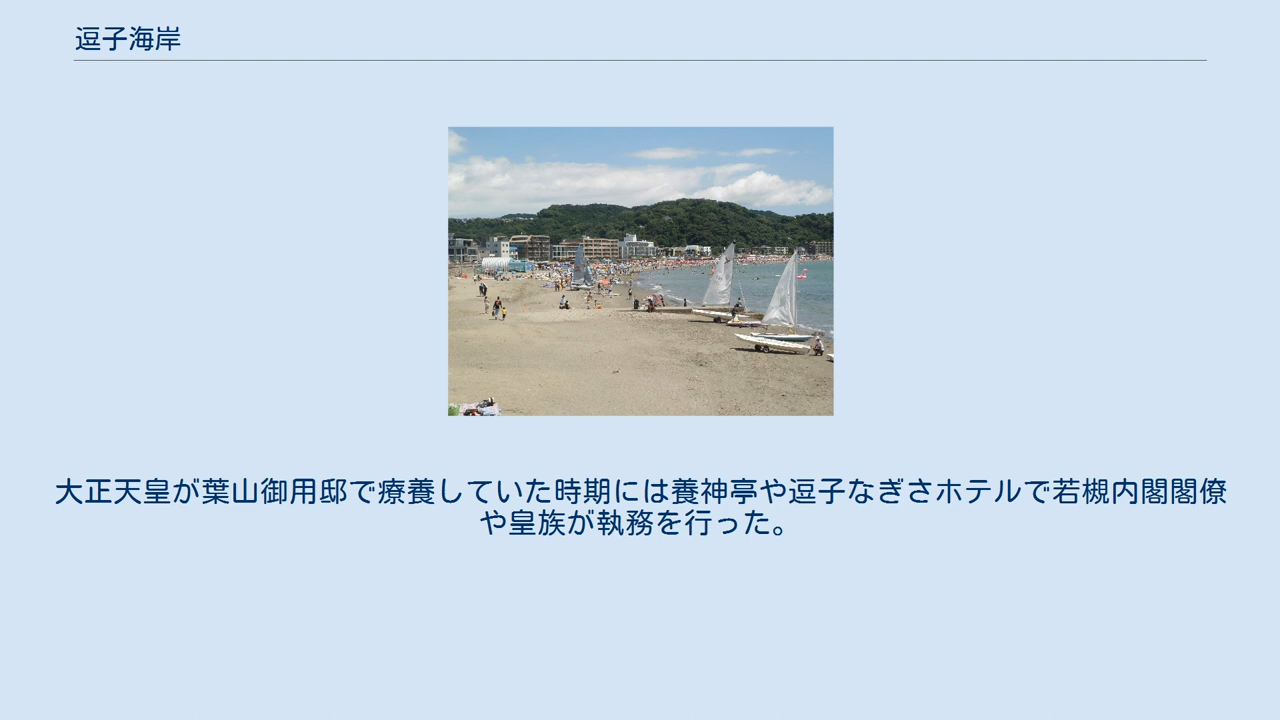 逗子海岸
大正天皇が葉山御用邸で療養していた時期には養神亭や逗子なぎさホテルで若槻内閣閣僚
や皇族が執務を行った。